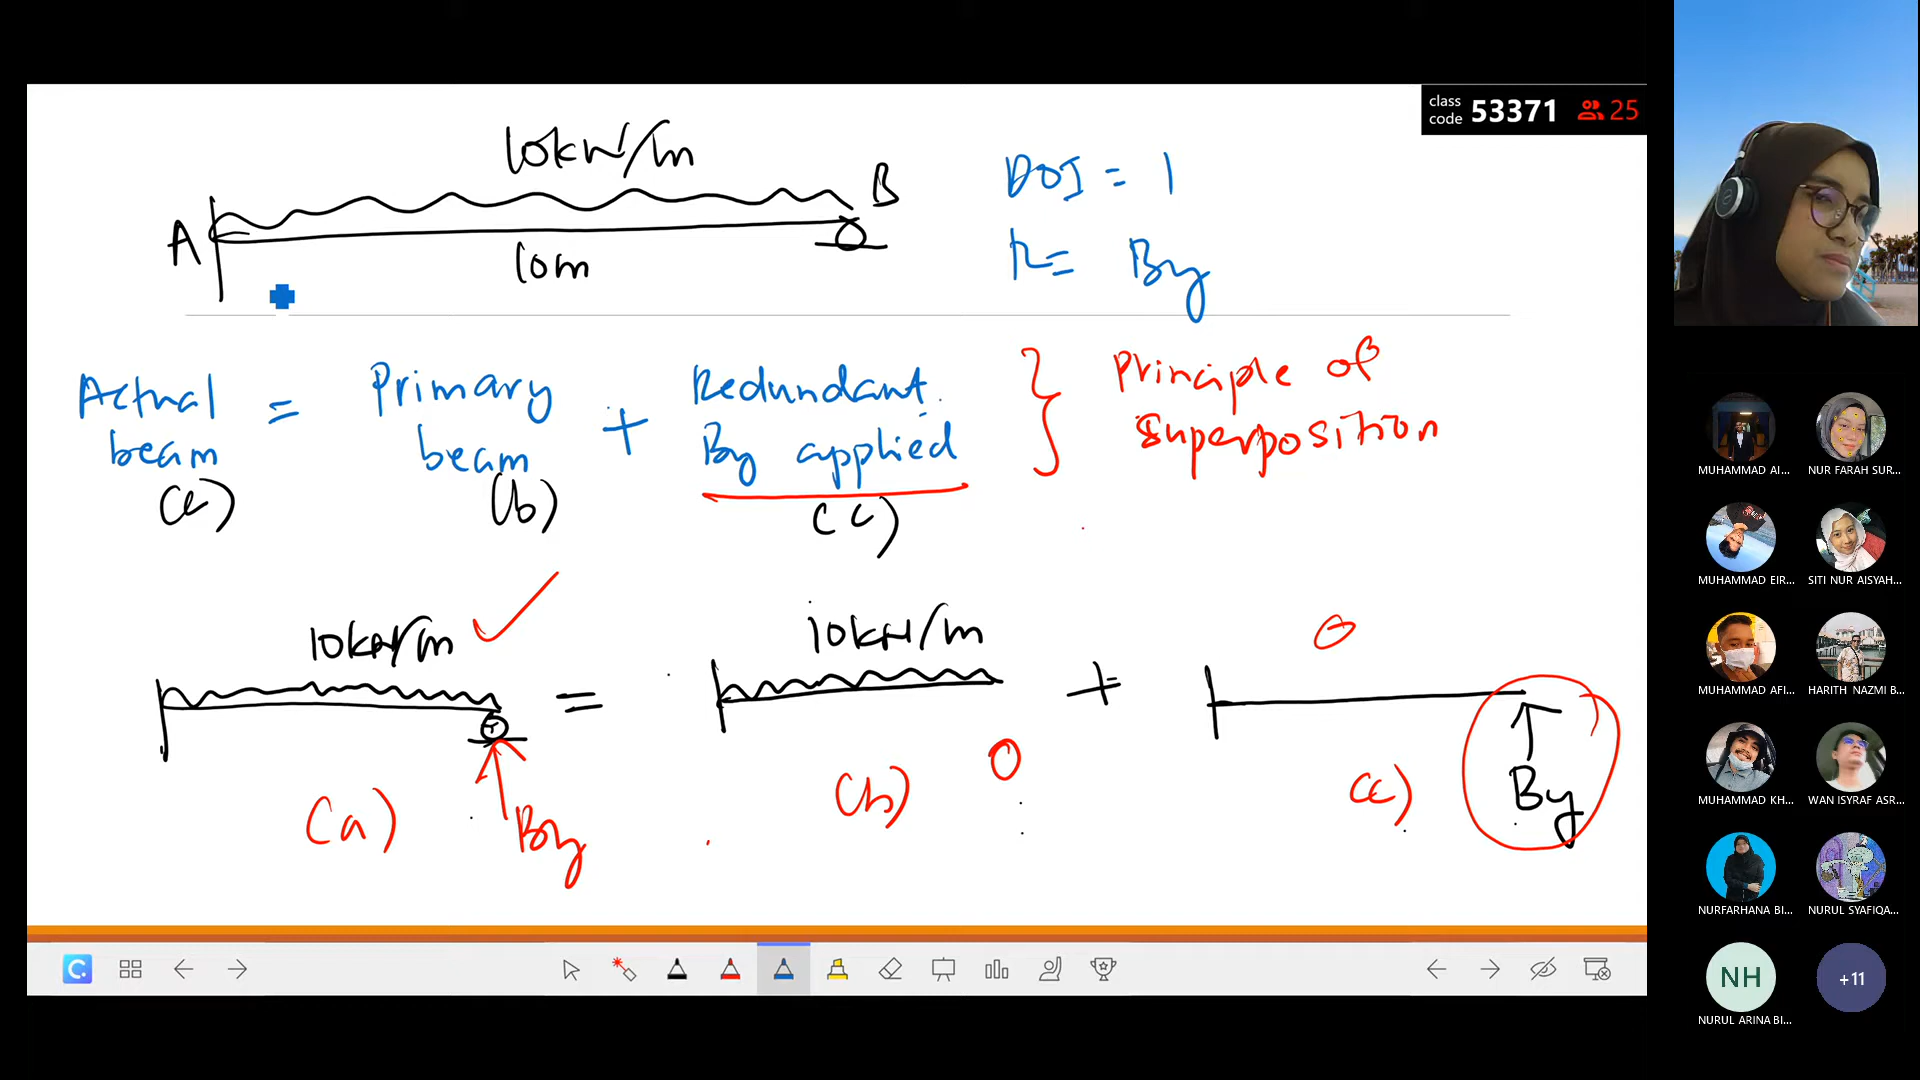 class code 53371 25
10kN/m
A
B
10m
DOI = 1
R = By
Actual beam = Primary beam + Redundant By applied } Principle of superposition
(a) (b) (c)
10kN/m = 10kN/m + By
By
0
(a) (b) (c)
MUHAMMAD AI...
NUR FARAH SUR...
MUHAMMAD EIR...
SITI NUR AISYAH...
MUHAMMAD AFI...
HARITH NAZMI B...
MUHAMMAD KH...
WAN ISYRAF ASR...
NURFARHANA BI...
NURUL SYAFIQA...
NH
+11
NURUL ARINA BI...